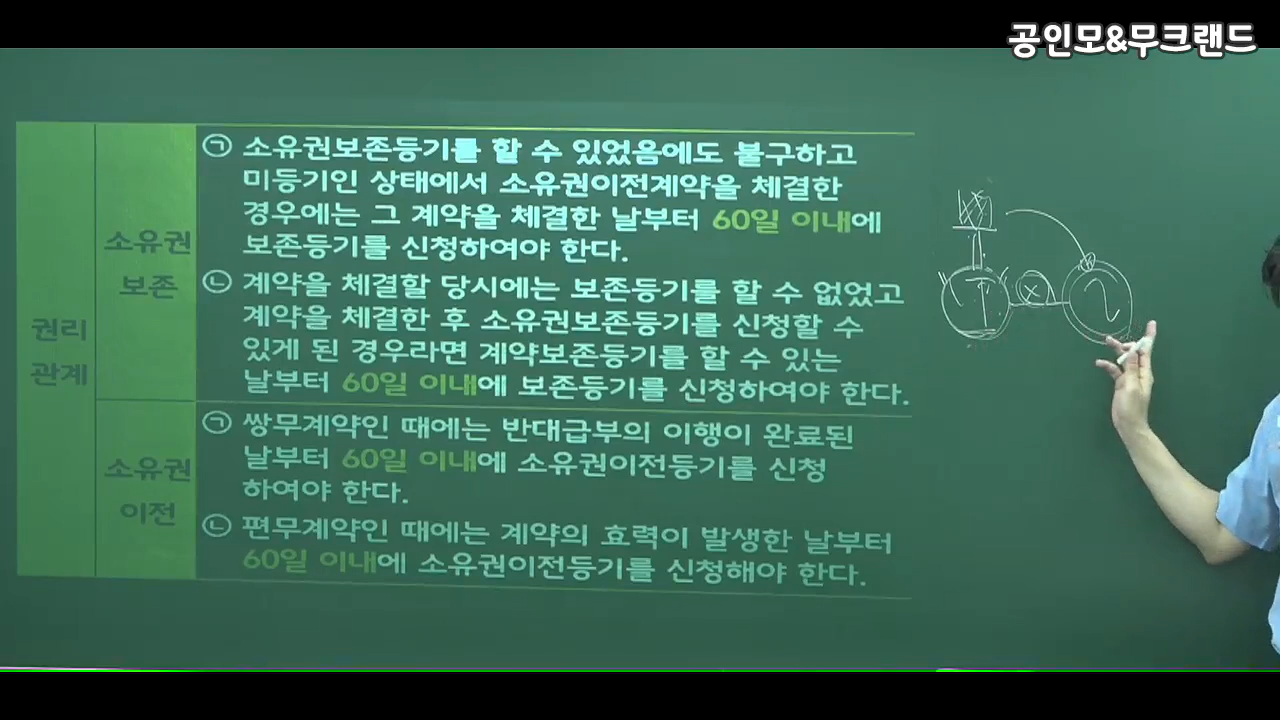 공인모&무크랜드
권리
관계
소유권
보존
㉠ 소유권보존등기를 할 수 있었음에도 불구하고
미등기인 상태에서 소유권이전계약을 체결한
경우에는 그 계약을 체결한 날부터 60일 이내에
보존등기를 신청하여야 한다.
㉡ 계약을 체결할 당시에는 보존등기를 할 수 없었고
계약을 체결한 후 소유권보존등기를 신청할 수
있게 된 경우라면 계약보존등기를 할 수 있는
날부터 60일 이내에 보존등기를 신청하여야 한다.
소유권
이전
㉠ 쌍무계약인 때에는 반대급부의 이행이 완료된
날부터 60일 이내에 소유권이전등기를 신청
하여야 한다.
㉡ 편무계약인 때에는 계약의 효력이 발생한 날부터
60일 이내에 소유권이전등기를 신청해야 한다.